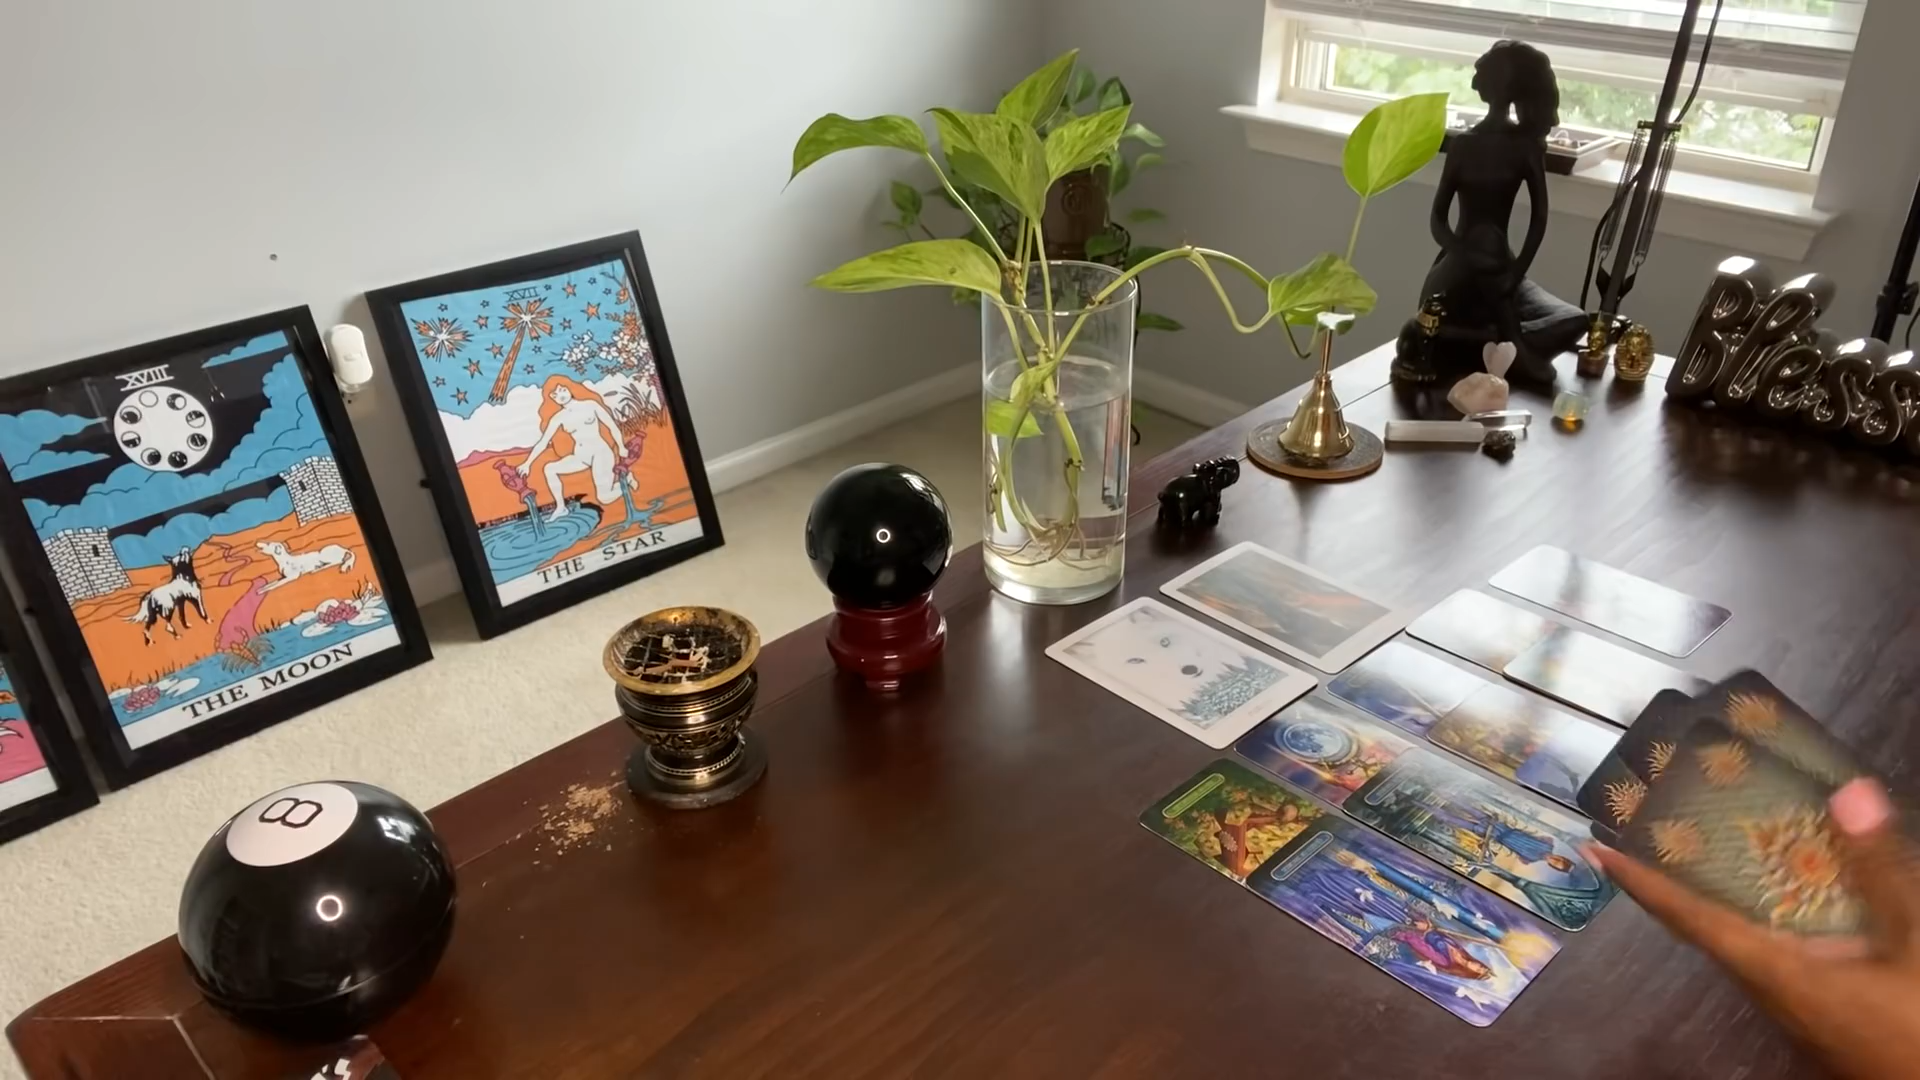 XVIII
THE MOON
XVII
THE STAR
8
Bless